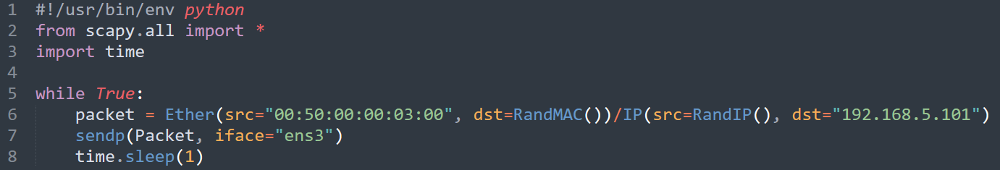 1 #!/usr/bin/env python
2 from scapy.all import *
3 import time
4
5 while True:
6 packet = Ether(src="00:50:00:00:03:00", dst=RandMAC())/IP(src=RandIP(), dst="192.168.5.101")
7 sendp(Packet, iface="ens3")
8 time.sleep(1)